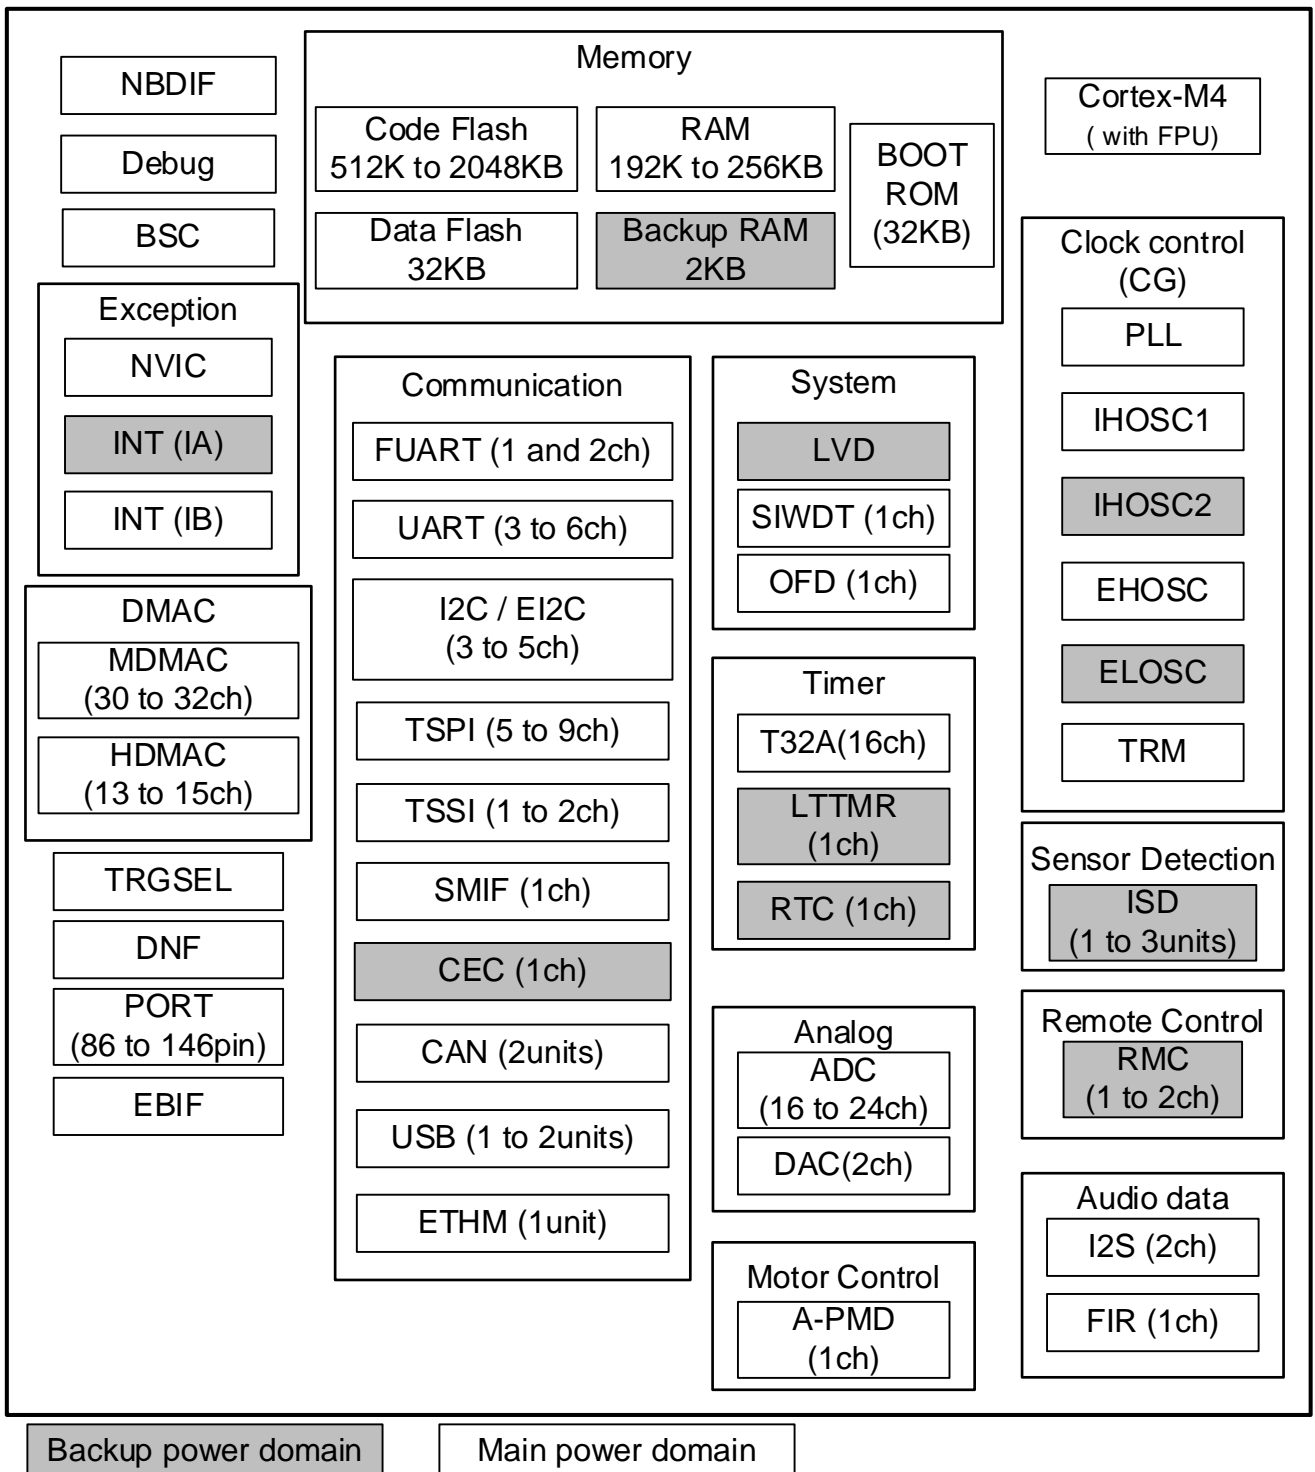 NBDIF
Debug
BSC
Exception
NVIC
INT (IA)
INT (IB)
DMAC
MDMAC
(30 to 32ch)
HDMAC
(13 to 15ch)
TRGSEL
DNF
PORT
(86 to 146pin)
EBIF
Memory
Code Flash
512K to 2048KB
RAM
192K to 256KB
BOOT
ROM
(32KB)
Data Flash
32KB
Backup RAM
2KB
Communication
FUART (1 and 2ch)
UART (3 to 6ch)
I2C / EI2C
(3 to 5ch)
TSPI (5 to 9ch)
TSSI (1 to 2ch)
SMIF (1ch)
CEC (1ch)
CAN (2units)
USB (1 to 2units)
ETHM (1unit)
System
LVD
SIWDT (1ch)
OFD (1ch)
Timer
T32A(16ch)
LTTMR
(1ch)
RTC (1ch)
Analog
ADC
(16 to 24ch)
DAC(2ch)
Motor Control
A-PMD
(1ch)
Cortex-M4
( with FPU)
Clock control
(CG)
PLL
IHOSC1
IHOSC2
EHOSC
ELOSC
TRM
Sensor Detection
ISD
(1 to 3units)
Remote Control
RMC
(1 to 2ch)
Audio data
I2S (2ch)
FIR (1ch)
Backup power domain
Main power domain